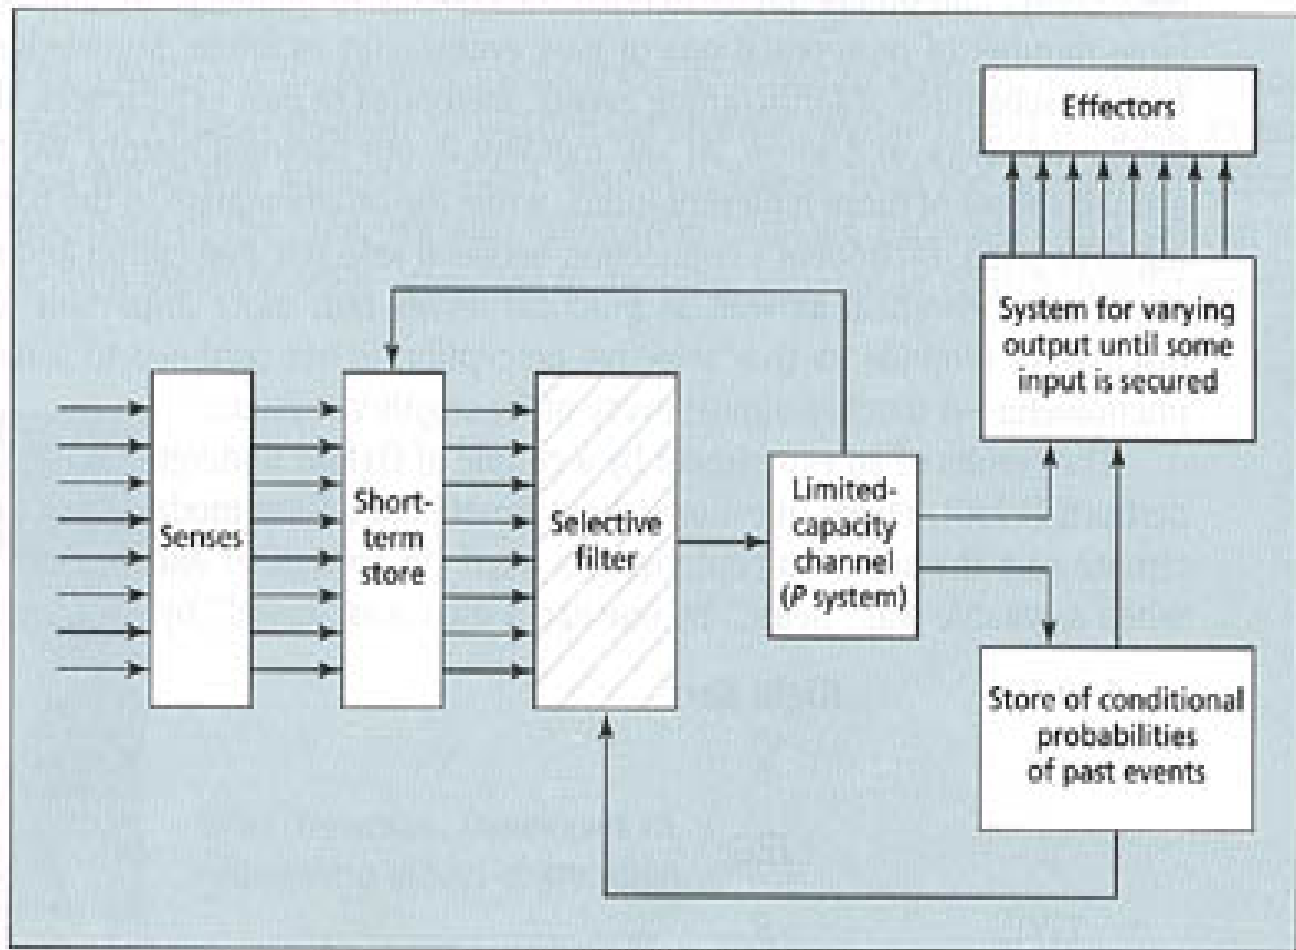 Effectors
System for varying
output until some
input is secured
Senses
Short-
term
store
Selective
filter
Limited-
capacity
channel
(P system)
Store of conditional
probabilities
of past events